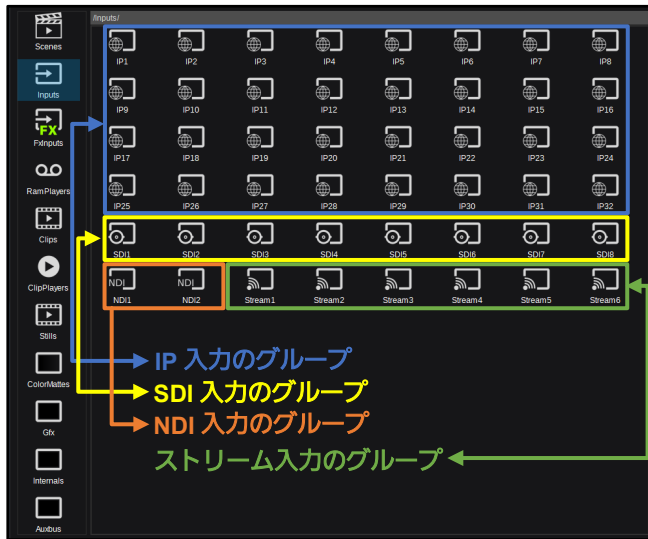 /Inputs/
Scenes
Inputs
FX
FxInputs
RamPlayers
Clips
ClipPlayers
Stills
ColorMattes
Gfx
Internals
Auxbus
IP1 IP2 IP3 IP4 IP5 IP6 IP7 IP8
IP9 IP10 IP11 IP12 IP13 IP14 IP15 IP16
IP17 IP18 IP19 IP20 IP21 IP22 IP23 IP24
IP25 IP26 IP27 IP28 IP29 IP30 IP31 IP32
SDI1 SDI2 SDI3 SDI4 SDI5 SDI6 SDI7 SDI8
NDI NDI
NDI1 NDI2 Stream1 Stream2 Stream3 Stream4 Stream5 Stream6
IP 入力のグループ
SDI 入力のグループ
NDI 入力のグループ
ストリーム入力のグループ